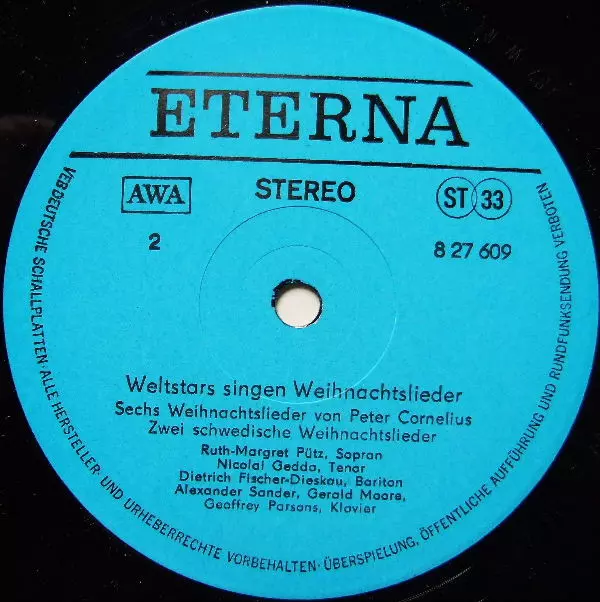 ETERNA
AWA
STEREO
ST 33
2
8 27 609
Weltstars singen Weihnachtslieder
Sechs Weihnachtslieder von Peter Cornelius
Zwei schwedische Weihnachtslieder
Ruth-Margret Pütz, Sopran
Nicolai Gedda, Tenor
Dietrich Fischer-Dieskau, Bariton
Alexander Sander, Gerald Moore,
Geoffrey Parsons, Klavier
VEB DEUTSCHE SCHALLPLATTEN · ALLE HERSTELLER- UND URHEBERRECHTE VORBEHALTEN · ÜBERSPIELUNG, ÖFFENTLICHE AUFFÜHRUNG UND RUNDFUNKSENDUNG VERBOTEN